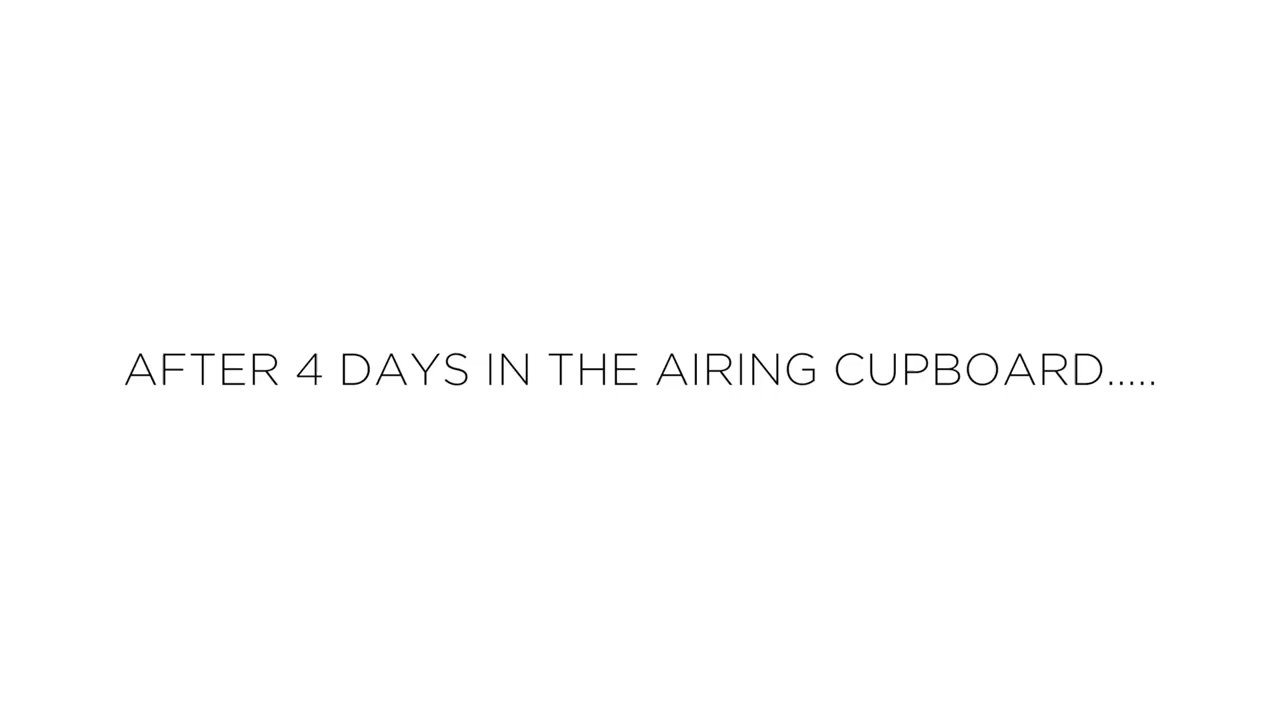 AFTER 4 DAYS IN THE AIRING CUPBOARD.....